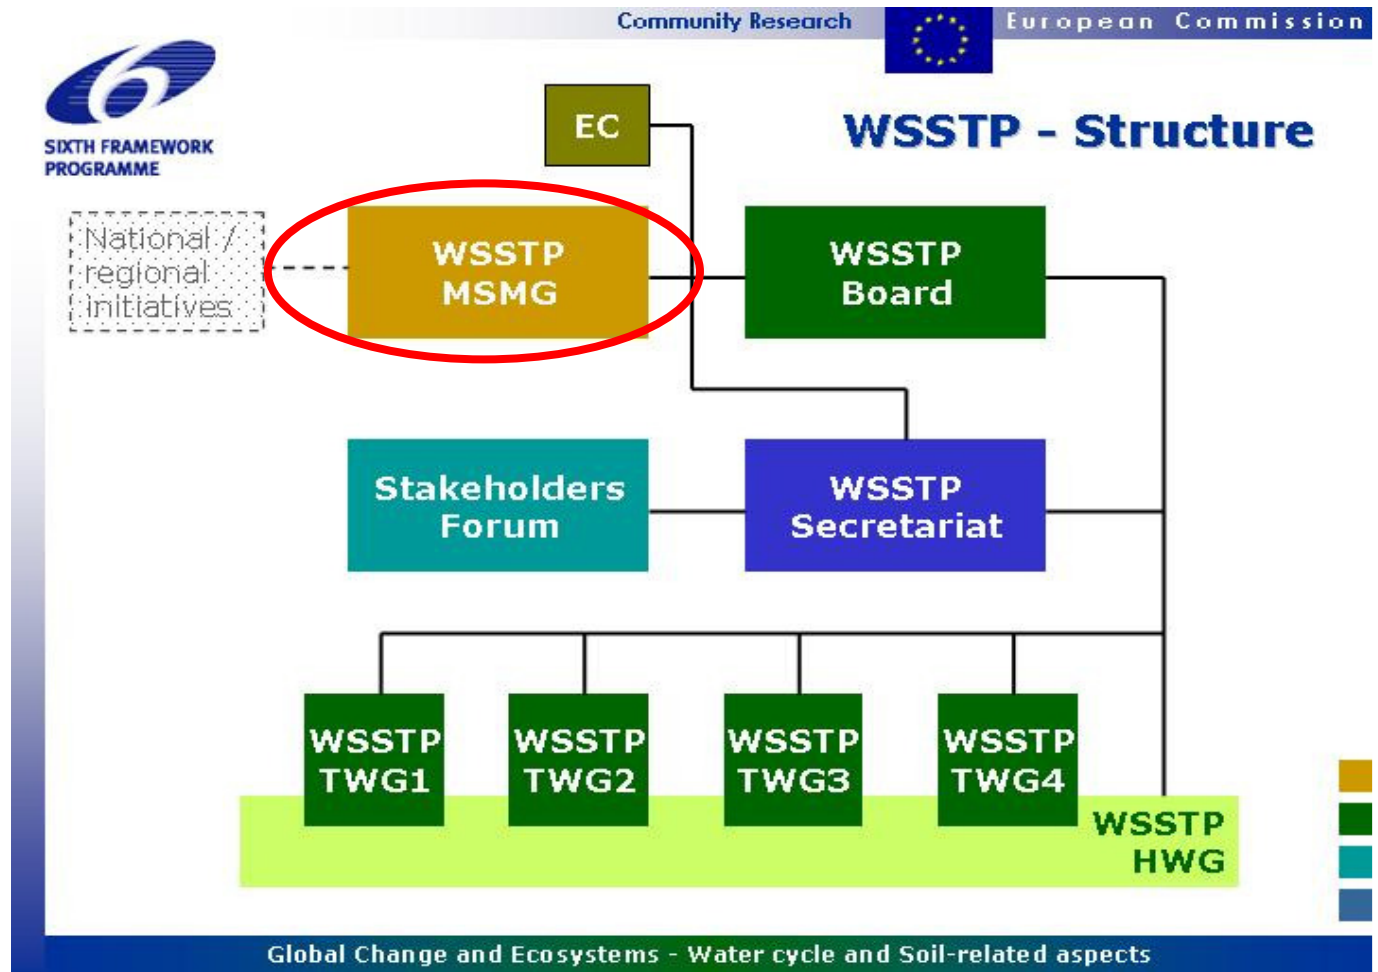 Community Research
European Commission
SIXTH FRAMEWORK
PROGRAMME
EC
WSSTP - Structure
National /
regional
initiatives
WSSTP
MSMG
WSSTP
Board
Stakeholders
Forum
WSSTP
Secretariat
WSSTP
TWG1
WSSTP
TWG2
WSSTP
TWG3
WSSTP
TWG4
WSSTP
HWG
Global Change and Ecosystems - Water cycle and Soil-related aspects